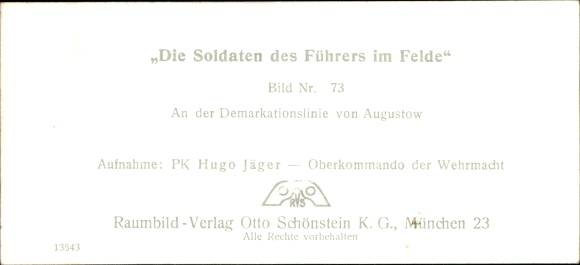 „Die Soldaten des Führers im Felde“
Bild Nr. 73
An der Demarkationslinie von Augustow
Aufnahme: PK Hugo Jäger — Oberkommando der Wehrmacht
RVS
Raumbild-Verlag Otto Schönstein K. G., München 23
Alle Rechte vorbehalten
13543